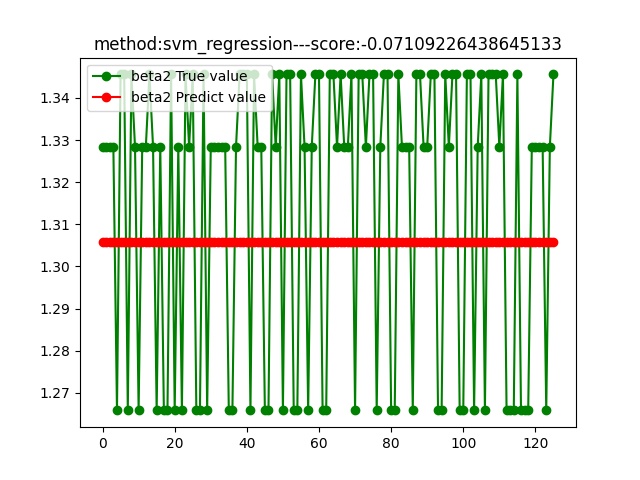 method:svm_regression---score:-0.07109226438645133
beta2 True value
beta2 Predict value
1.34
1.33
1.32
1.31
1.30
1.29
1.28
1.27
0 20 40 60 80 100 120